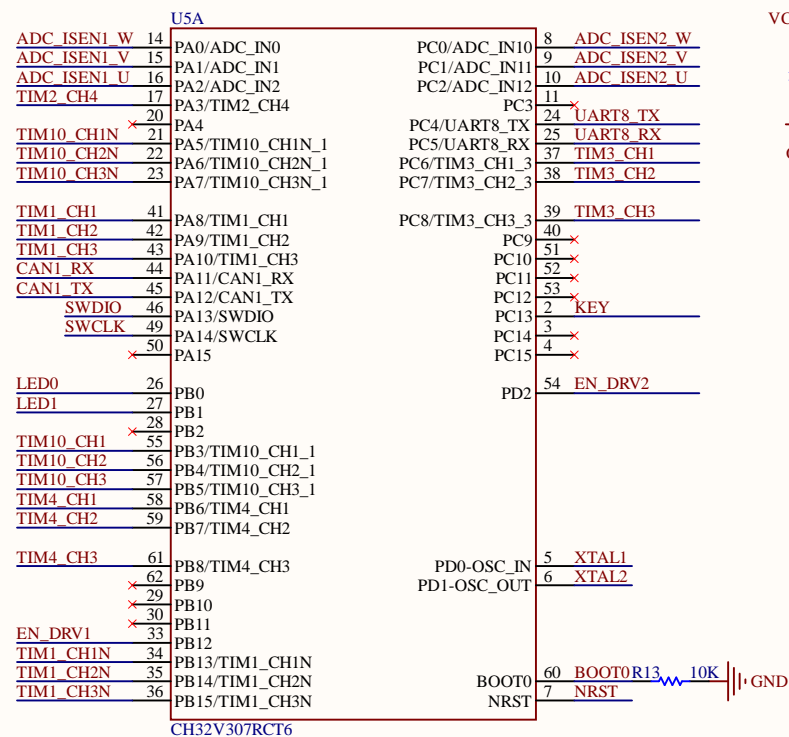 U5A
VC
ADC_ISEN1_W 14 PA0/ADC_IN0 PC0/ADC_IN10 8 ADC_ISEN2_W
ADC_ISEN1_V 15 PA1/ADC_IN1 PC1/ADC_IN11 9 ADC_ISEN2_V
ADC_ISEN1_U 16 PA2/ADC_IN2 PC2/ADC_IN12 10 ADC_ISEN2_U
TIM2_CH4 17 PA3/TIM2_CH4 PC3 11
20 PA4 PC4/UART8_TX 24 UART8_TX
TIM10_CH1N 21 PA5/TIM10_CH1N_1 PC5/UART8_RX 25 UART8_RX
TIM10_CH2N 22 PA6/TIM10_CH2N_1 PC6/TIM3_CH1_3 37 TIM3_CH1
TIM10_CH3N 23 PA7/TIM10_CH3N_1 PC7/TIM3_CH2_3 38 TIM3_CH2
TIM1_CH1 41 PA8/TIM1_CH1 PC8/TIM3_CH3_3 39 TIM3_CH3
TIM1_CH2 42 PA9/TIM1_CH2 PC9 40
TIM1_CH3 43 PA10/TIM1_CH3 PC10 51
CAN1_RX 44 PA11/CAN1_RX PC11 52
CAN1_TX 45 PA12/CAN1_TX PC12 53
SWDIO 46 PA13/SWDIO PC13 2 KEY
SWCLK 49 PA14/SWCLK PC14 3
50 PA15 PC15 4
LED0 26 PB0 PD2 54 EN_DRV2
LED1 27 PB1
28 PB2
TIM10_CH1 55 PB3/TIM10_CH1_1
TIM10_CH2 56 PB4/TIM10_CH2_1
TIM10_CH3 57 PB5/TIM10_CH3_1
TIM4_CH1 58 PB6/TIM4_CH1
TIM4_CH2 59 PB7/TIM4_CH2
TIM4_CH3 61 PB8/TIM4_CH3 PD0-OSC_IN 5 XTAL1
62 PB9 PD1-OSC_OUT 6 XTAL2
29 PB10
30 PB11
EN_DRV1 33 PB12
TIM1_CH1N 34 PB13/TIM1_CH1N
TIM1_CH2N 35 PB14/TIM1_CH2N BOOT0 60 BOOT0 R13 10K GND
TIM1_CH3N 36 PB15/TIM1_CH3N NRST 7 NRST
CH32V307RCT6